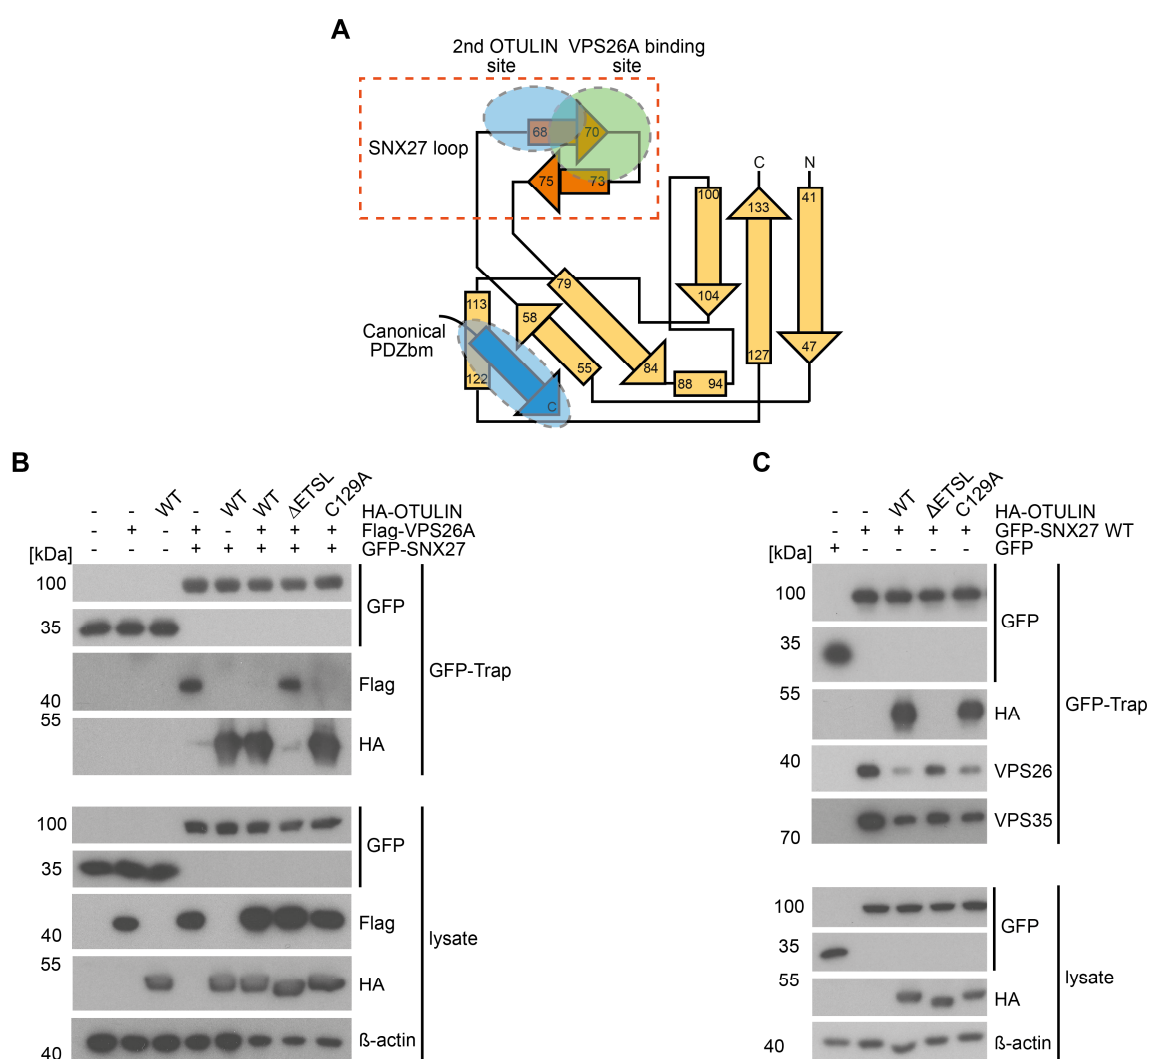 A
2nd OTULIN VPS26A binding
site site
SNX27 loop
68 70
75 73
C N
100 133 41
79
104
113
58
Canonical
PDZbm
127 47
122 55 84 88 94
C
B
- - WT - WT WT ΔETSL C129A HA-OTULIN
- + - + - + + + Flag-VPS26A
- - - + + + + + GFP-SNX27
[kDa]
100
GFP
35
Flag
GFP-Trap
40
55
HA
100
GFP
35
Flag
40
lysate
55
HA
ß-actin
40
C
- - WT ΔETSL C129A HA-OTULIN
- + + + + GFP-SNX27 WT
+ - - - - GFP
[kDa]
100
GFP
35
55
HA
GFP-Trap
40
VPS26
VPS35
70
100
GFP
35
lysate
55
HA
40
ß-actin